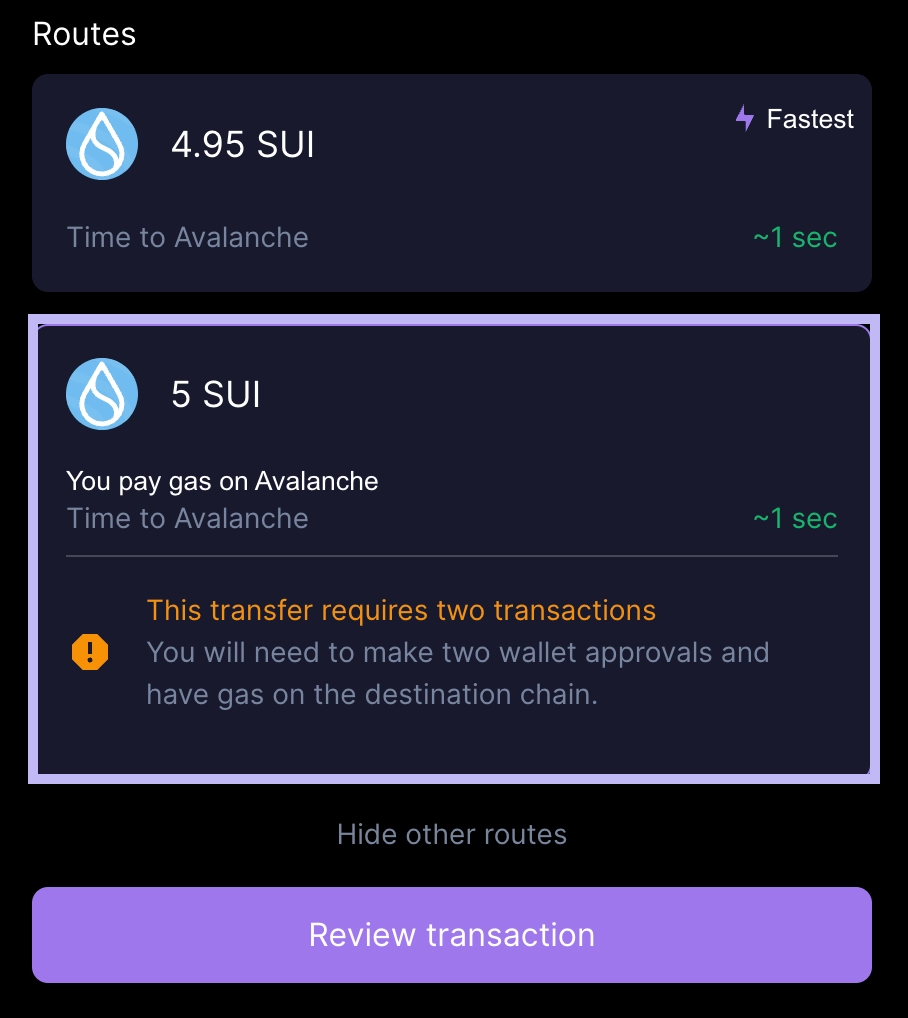 Routes
4.95 SUI
Fastest
Time to Avalanche
~1 sec
5 SUI
You pay gas on Avalanche
Time to Avalanche
~1 sec
This transfer requires two transactions
You will need to make two wallet approvals and
have gas on the destination chain.
Hide other routes
Review transaction